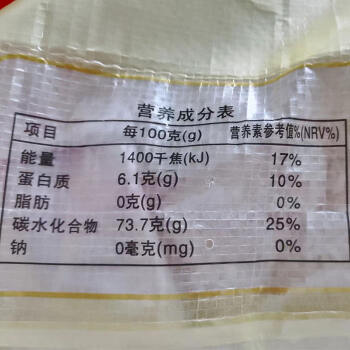 营养成分表
项目 每100克(g) 营养素参考值%(NRV%)
能量 1400千焦(kJ) 17%
蛋白质 6.1克(g) 10%
脂肪 0克(g) 0%
碳水化合物 73.7克(g) 25%
钠 0毫克(mg) 0%